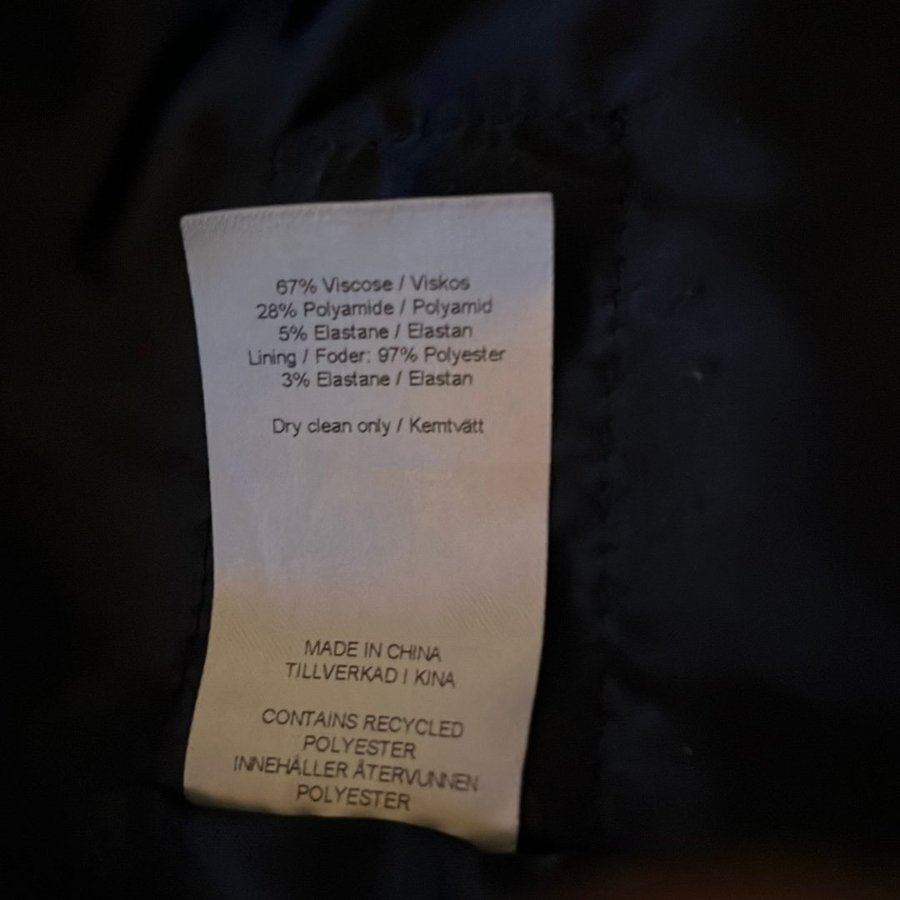 67% Viscose / Viskos
28% Polyamide / Polyamid
5% Elastane / Elastan
Lining / Foder: 97% Polyester
3% Elastane / Elastan
Dry clean only / Kemtvätt
MADE IN CHINA
TILLVERKAD I KINA
CONTAINS RECYCLED
POLYESTER
INNEHÅLLER ÅTERVUNNEN
POLYESTER